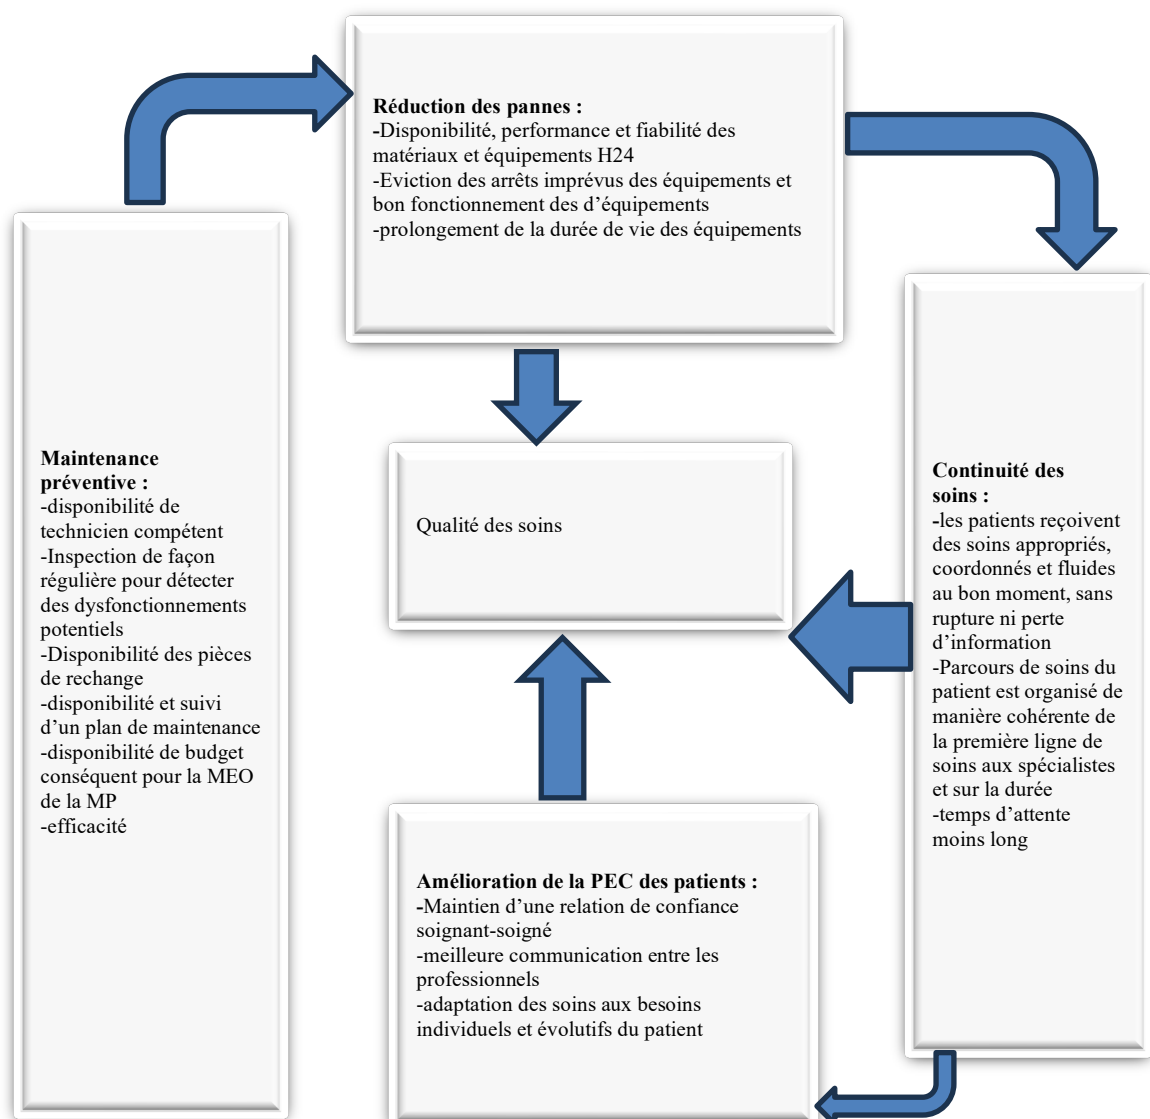 Réduction des pannes :
-Disponibilité, performance et fiabilité des
matériaux et équipements H24
-Eviction des arrêts imprévus des équipements et
bon fonctionnement des d’équipements
-prolongement de la durée de vie des équipements
Maintenance
préventive :
-disponibilité de
technicien compétent
-Inspection de façon
régulière pour détecter
des dysfonctionnements
potentiels
-Disponibilité des pièces
de rechange
-disponibilité et suivi
d’un plan de maintenance
-disponibilité de budget
conséquent pour la MEO
de la MP
-efficacité
Qualité des soins
Continuité des
soins :
-les patients reçoivent
des soins appropriés,
coordonnés et fluides
au bon moment, sans
rupture ni perte
d’information
-Parcours de soins du
patient est organisé de
manière cohérente de
la première ligne de
soins aux spécialistes
et sur la durée
-temps d’attente
moins long
Amélioration de la PEC des patients :
-Maintien d’une relation de confiance
soignant-soigné
-meilleure communication entre les
professionnels
-adaptation des soins aux besoins
individuels et évolutifs du patient